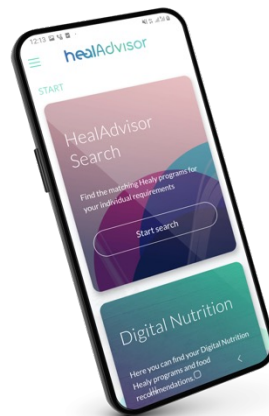 12:13
healAdvisor
START
HealAdvisor
Search
Find the matching Healy programs for
your individual requirements
Start search
Digital Nutrition
Here you can find your Digital Nutrition
Healy programs and food
recommendations.